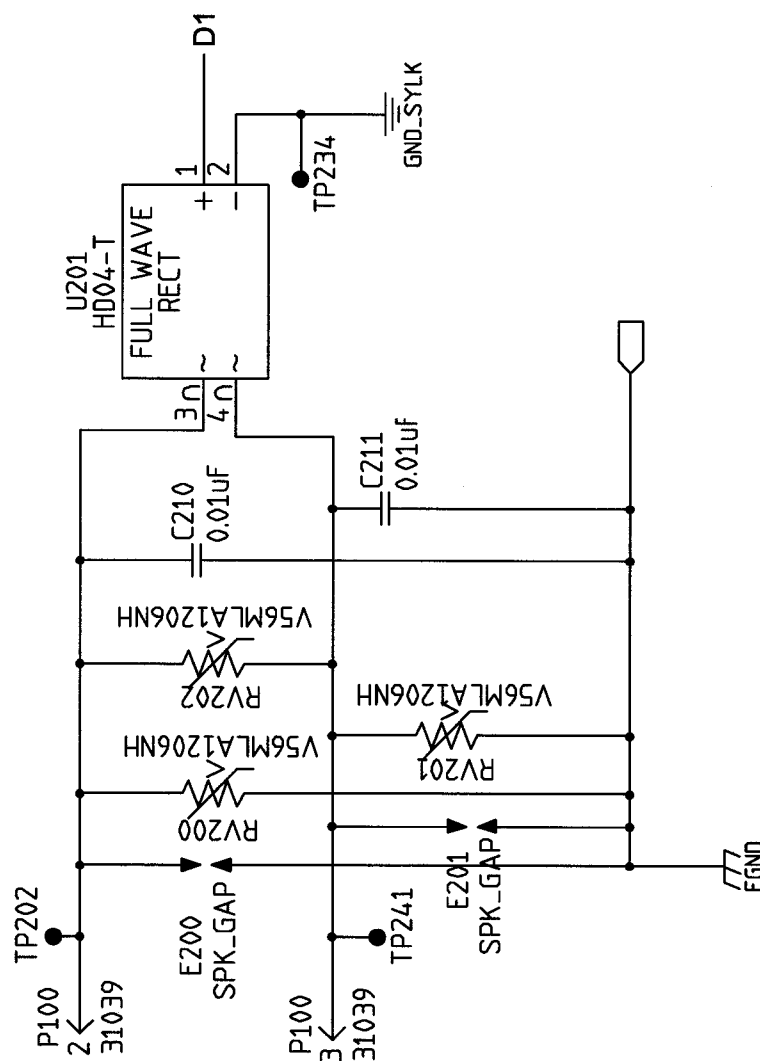 D1
U201
HD04-T
FULL WAVE
RECT
1
2
+
-
3
4
~
~
TP234
GND_SYLK
C210
0.01uF
C211
0.01uF
V56MLA1206NH
V
RV202
V56MLA1206NH
V
RV201
V56MLA1206NH
V
RV200
E200
SPK_GAP
E201
SPK_GAP
TP202
TP241
P100
2
31039
P100
3
31039
FGND